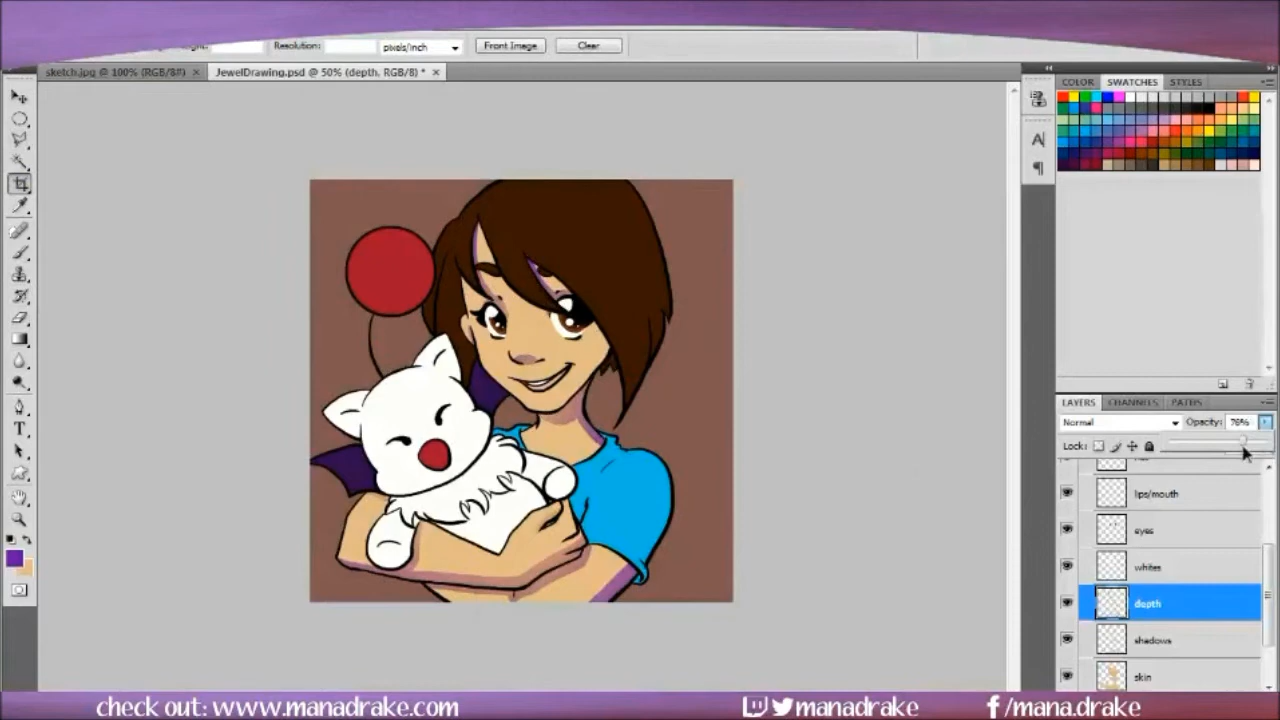 Resolution: pixels/inch Front Image Clear
sketch.jpg @ 100% (RGB/8#) × JewelDrawing.psd @ 50% (depth, RGB/8) * ×
COLOR SWATCHES STYLES
A
T
LAYERS CHANNELS PATHS
Normal Opacity: 76%
Lock:
lips/mouth
eyes
whites
depth
shadows
skin
check out: www.manadrake.com manadrake f/mana.drake